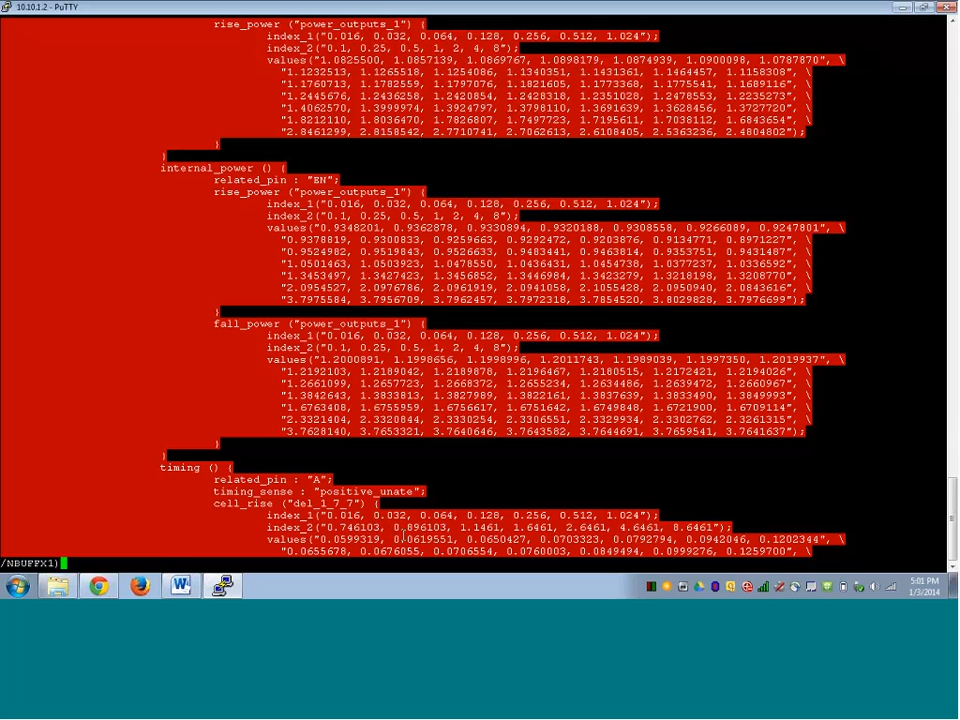 10.10.1.2 - PuTTY
rise_power ("power_outputs_1") {
index_1("0.016, 0.032, 0.064, 0.128, 0.256, 0.512, 1.024");
index_2("0.1, 0.25, 0.5, 1, 2, 4, 8");
values("1.0825500, 1.0857139, 1.0869767, 1.0898179, 1.0874939, 1.0900098, 1.0787870", \
"1.1232513, 1.1265518, 1.1254086, 1.1340351, 1.1431361, 1.1464457, 1.1158308", \
"1.1760713, 1.1782559, 1.1797076, 1.1821605, 1.1773368, 1.1775541, 1.1689116", \
"1.2445676, 1.2436258, 1.2420854, 1.2428318, 1.2351028, 1.2478553, 1.2235273", \
"1.4062570, 1.3999974, 1.3924797, 1.3798110, 1.3691639, 1.3628456, 1.3727720", \
"1.8212110, 1.8036470, 1.7826807, 1.7497723, 1.7195611, 1.7038112, 1.6843654", \
"2.8461299, 2.8158542, 2.7710741, 2.7062613, 2.6108405, 2.5363236, 2.4804802");
}
}
internal_power () {
related_pin : "EN";
rise_power ("power_outputs_1") {
index_1("0.016, 0.032, 0.064, 0.128, 0.256, 0.512, 1.024");
index_2("0.1, 0.25, 0.5, 1, 2, 4, 8");
values("0.9348201, 0.9362878, 0.9330894, 0.9332092, 0.9320188, 0.9308558, 0.9266089, 0.9247801", \
"0.9378819, 0.9300833, 0.9259663, 0.9292472, 0.9203876, 0.9134771, 0.8971227", \
"0.9524982, 0.9519843, 0.9526633, 0.9483441, 0.9463814, 0.9353751, 0.9431487", \
"1.0501463, 1.0503923, 1.0478550, 1.0436431, 1.0454738, 1.0377237, 1.0336592", \
"1.3453497, 1.3427423, 1.3456852, 1.3446984, 1.3423279, 1.3218198, 1.3208770", \
"2.0954527, 2.0976786, 2.0961919, 2.0941058, 2.1055428, 2.0950940, 2.0843616", \
"3.7975584, 3.7956709, 3.7962457, 3.7972318, 3.7854520, 3.8029828, 3.7976699");
}
fall_power ("power_outputs_1") {
index_1("0.016, 0.032, 0.064, 0.128, 0.256, 0.512, 1.024");
index_2("0.1, 0.25, 0.5, 1, 2, 4, 8");
values("1.2000891, 1.1998656, 1.1998996, 1.2011743, 1.1989039, 1.1997350, 1.2019937", \
"1.2192103, 1.2189042, 1.2189878, 1.2196467, 1.2180515, 1.2172421, 1.2194026", \
"1.2661099, 1.2657723, 1.2668372, 1.2655234, 1.2634486, 1.2639472, 1.2660967", \
"1.3842643, 1.3833813, 1.3827989, 1.3822161, 1.3837639, 1.3833490, 1.3849993", \
"1.6763408, 1.6755959, 1.6756617, 1.6751642, 1.6749848, 1.6721900, 1.6709114", \
"2.3321404, 2.3320844, 2.3330254, 2.3306551, 2.3329934, 2.3302762, 2.3261315", \
"3.7628140, 3.7653321, 3.7640646, 3.7643582, 3.7644691, 3.7659541, 3.7641637");
}
}
timing () {
related_pin : "A";
timing_sense : "positive_unate";
cell_rise ("del_1_7_7") {
index_1("0.016, 0.032, 0.064, 0.128, 0.256, 0.512, 1.024");
index_2("0.746103, 0.896103, 1.1461, 1.6461, 2.6461, 4.6461, 8.6461");
values("0.0599319, 0.0619551, 0.0650427, 0.0703323, 0.0792794, 0.0942046, 0.1202344", \
"0.0655678, 0.0676055, 0.0706554, 0.0760003, 0.0849494, 0.0999276, 0.1259700", \
/NBUFFX1)
5:01 PM
1/3/2014